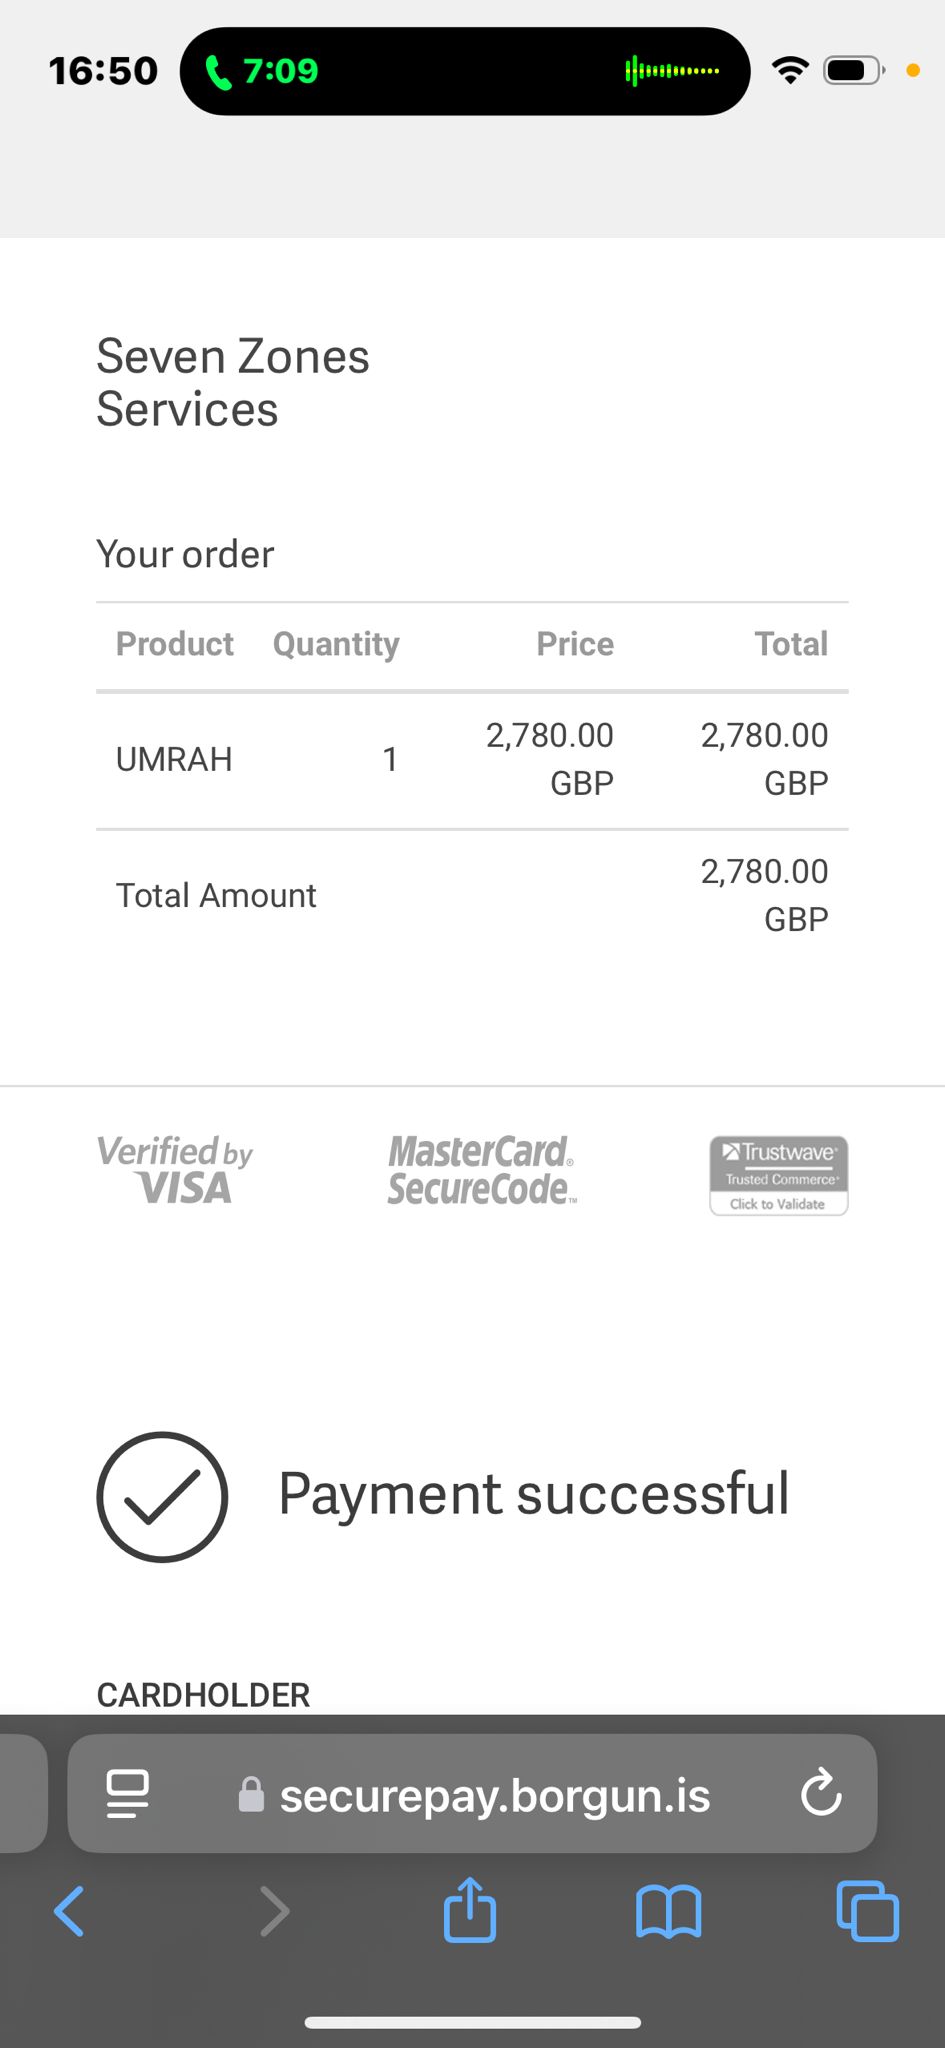 16:50 7:09
Seven Zones
Services
Your order
Product Quantity Price Total
UMRAH 1 2,780.00 GBP 2,780.00 GBP
Total Amount 2,780.00 GBP
Verified by
VISA
MasterCard®
SecureCode™
Trustwave®
Trusted Commerce®
Click to Validate
Payment successful
CARDHOLDER
securepay.borgun.is